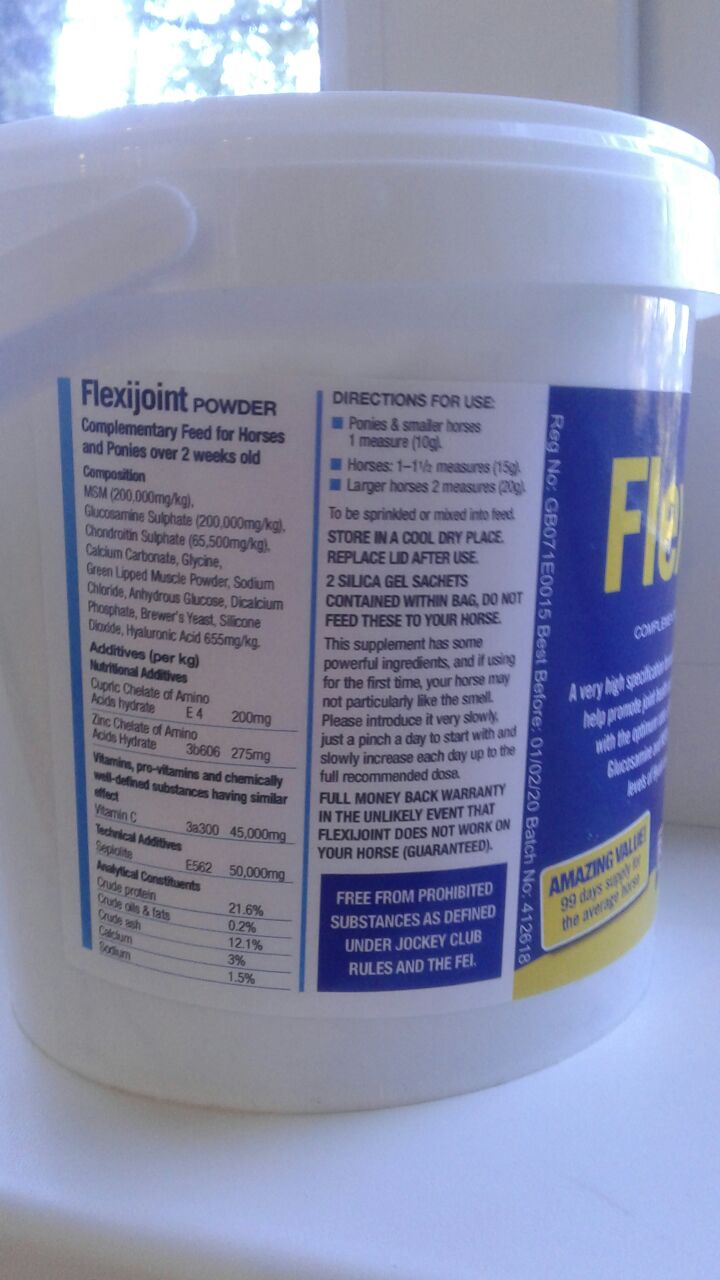 Flexijoint POWDER
Complementary Feed for Horses
and Ponies over 2 weeks old
Composition
MSM (200,000mg/kg),
Glucosamine Sulphate (200,000mg/kg),
Chondroitin Sulphate (65,500mg/kg),
Calcium Carbonate, Glycine,
Green Lipped Muscle Powder, Sodium
Chloride, Anhydrous Glucose, Dicalcium
Phosphate, Brewer's Yeast, Silicone
Dioxide, Hyaluronic Acid 655mg/kg.
Additives (per kg)
Nutritional Additives
Cupric Chelate of Amino
Acids hydrate E 4 200mg
Zinc Chelate of Amino
Acids Hydrate 3b606 275mg
Vitamins, pro-vitamins and chemically
well-defined substances having similar
effect
Vitamin C 3a300 45,000mg
Technical Additives
Sepiolite E562 50,000mg
Analytical Constituents
Crude protein 21.6%
Crude oils & fats 0.2%
Crude ash 12.1%
Calcium 3%
Sodium 1.5%
DIRECTIONS FOR USE:
Ponies & smaller horses
1 measure (10g).
Horses: 1–1½ measures (15g).
Larger horses 2 measures (20g).
To be sprinkled or mixed into feed.
STORE IN A COOL DRY PLACE.
REPLACE LID AFTER USE.
2 SILICA GEL SACHETS
CONTAINED WITHIN BAG, DO NOT
FEED THESE TO YOUR HORSE.
This supplement has some
powerful ingredients, and if using
for the first time, your horse may
not particularly like the smell.
Please introduce it very slowly,
just a pinch a day to start with and
slowly increase each day up to the
full recommended dose.
FULL MONEY BACK WARRANTY
IN THE UNLIKELY EVENT THAT
FLEXIJOINT DOES NOT WORK ON
YOUR HORSE (GUARANTEED).
FREE FROM PROHIBITED
SUBSTANCES AS DEFINED
UNDER JOCKEY CLUB
RULES AND THE FEI.
Reg No: GB071E0015 Best Before: 01/02/20 Batch No: 412618
Fle
A very high specification
help promote joint
with the optimum
Glucosamine
levels of
AMAZING VALUE!
99 days supply for
the average horse